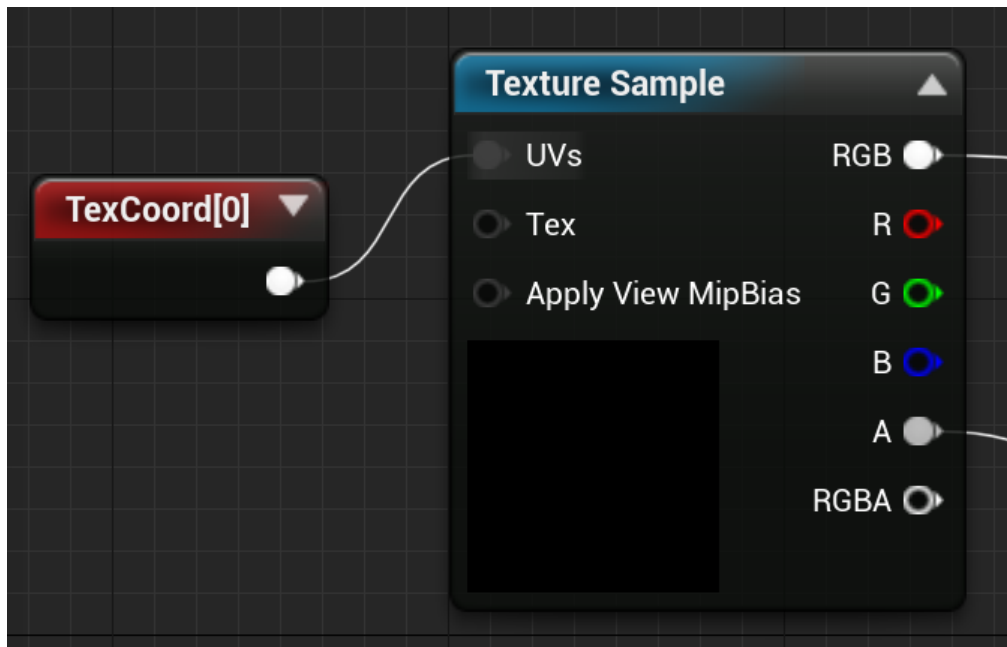 Texture Sample
UVs RGB
TexCoord[0]
Tex R
Apply View MipBias G
B
A
RGBA